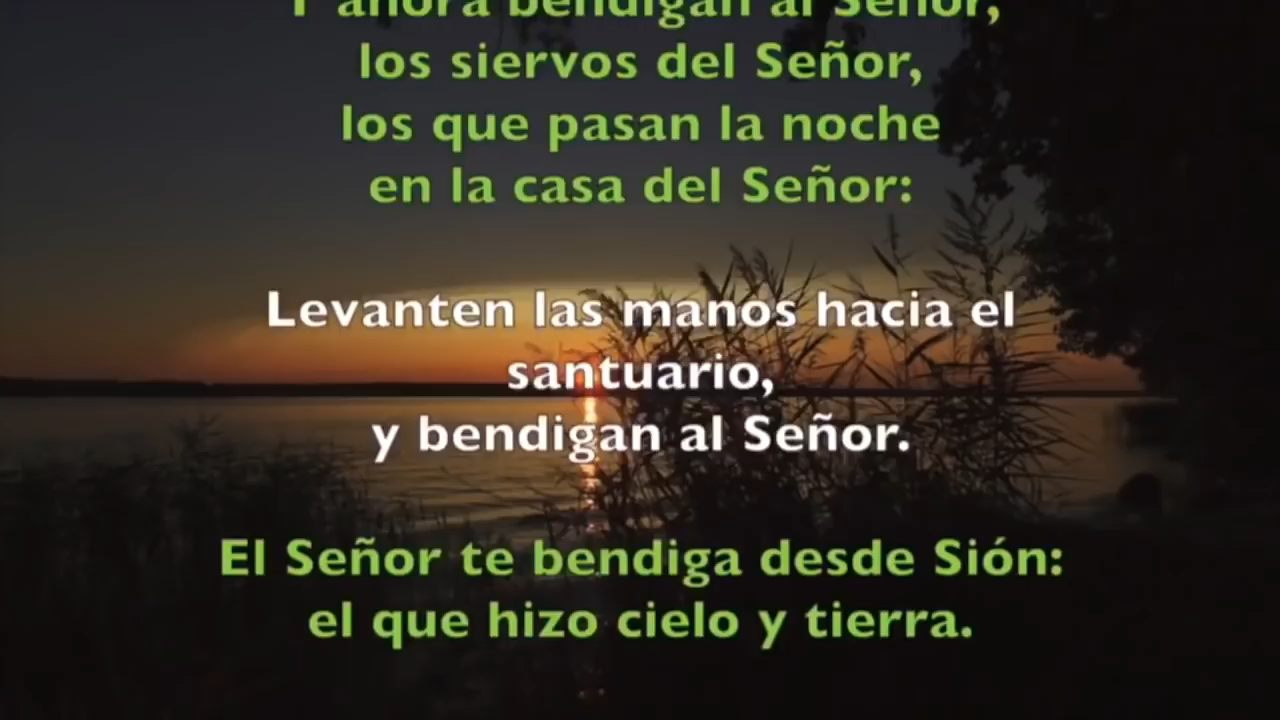 Y ahora bendigan al Señor,
los siervos del Señor,
los que pasan la noche
en la casa del Señor:
Levanten las manos hacia el
santuario,
y bendigan al Señor.
El Señor te bendiga desde Sión:
el que hizo cielo y tierra.